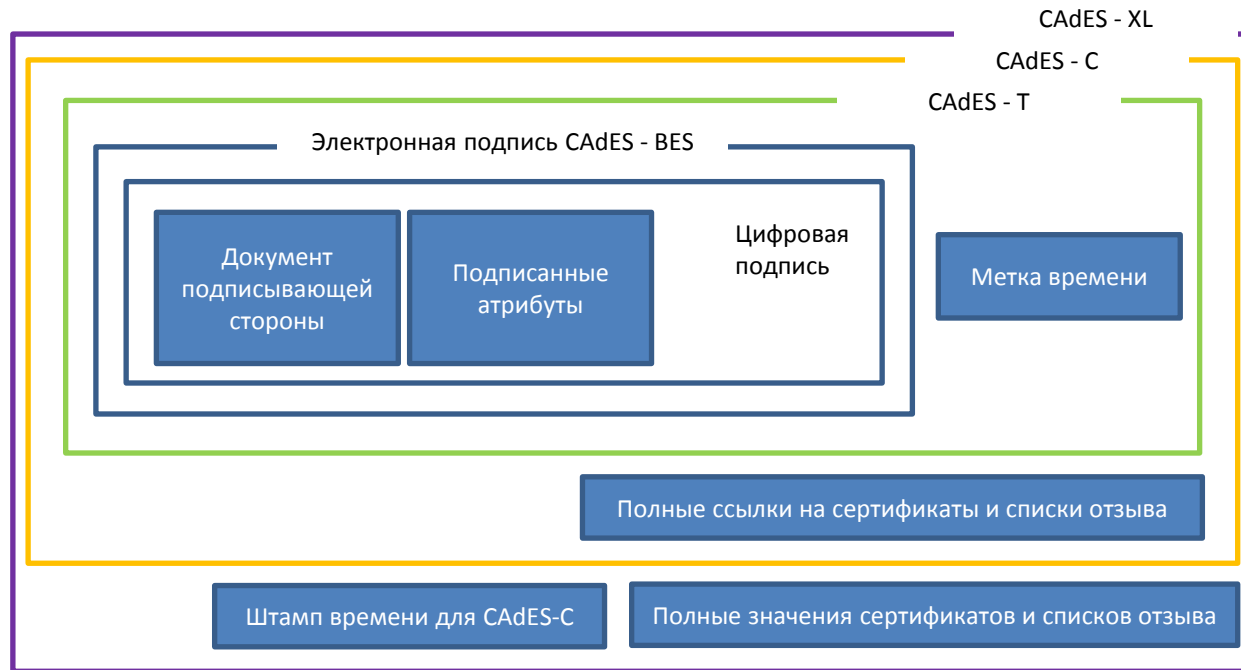 CAdES - XL
CAdES - C
CAdES - T
Электронная подпись CAdES - BES
Документ
подписывающей
стороны
Подписанные
атрибуты
Цифровая
подпись
Метка времени
Полные ссылки на сертификаты и списки отзыва
Штамп времени для CAdES-C
Полные значения сертификатов и списков отзыва